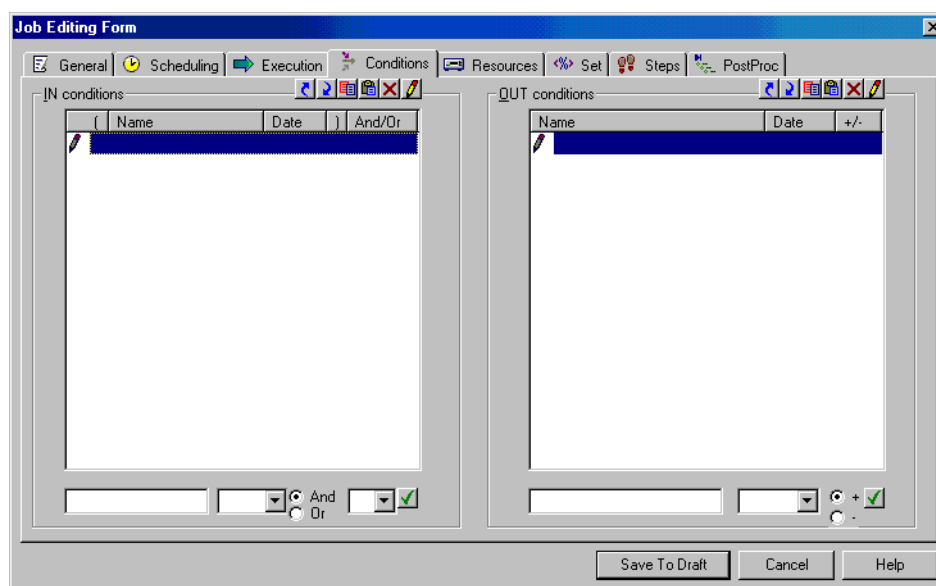 Job Editing Form
General Scheduling Execution Conditions Resources <%> Set Steps PostProc
IN conditions OUT conditions
( Name Date ) And/Or Name Date +/-
And +
Or -
Save To Draft Cancel Help